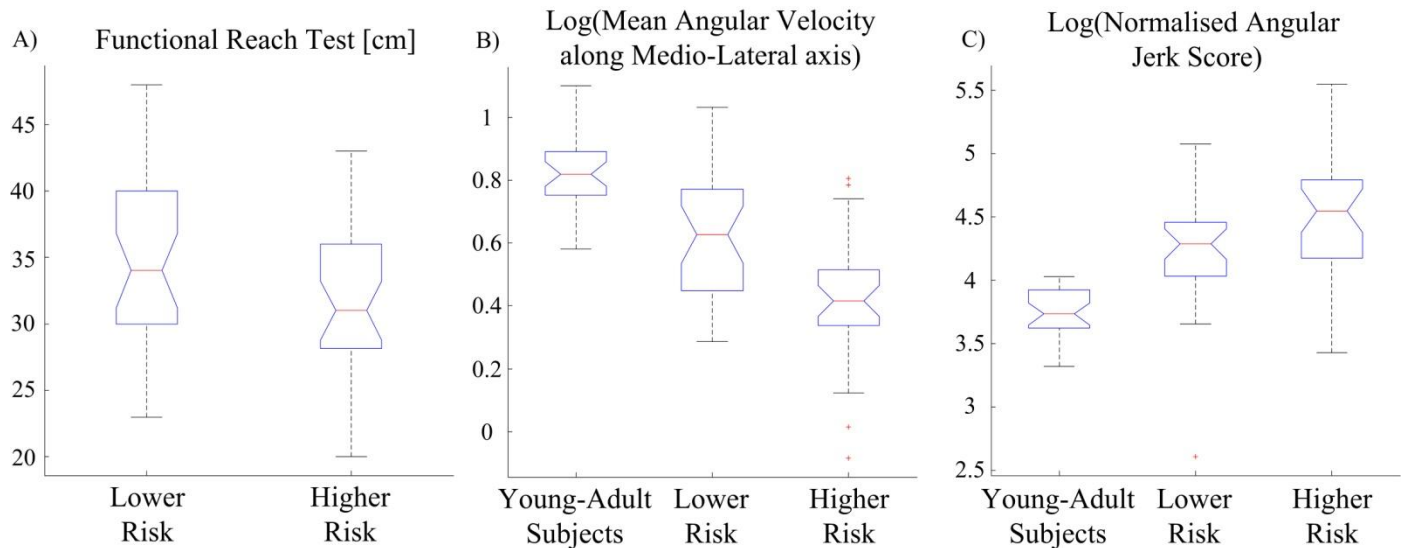 A)
Functional Reach Test [cm]
45
40
35
30
25
20
Lower
Risk
Higher
Risk
B)
Log(Mean Angular Velocity
along Medio-Lateral axis)
1
0.8
0.6
0.4
0.2
0
Young-Adult
Subjects
Lower
Risk
Higher
Risk
C)
Log(Normalised Angular
Jerk Score)
5.5
5
4.5
4
3.5
3
2.5
Young-Adult
Subjects
Lower
Risk
Higher
Risk